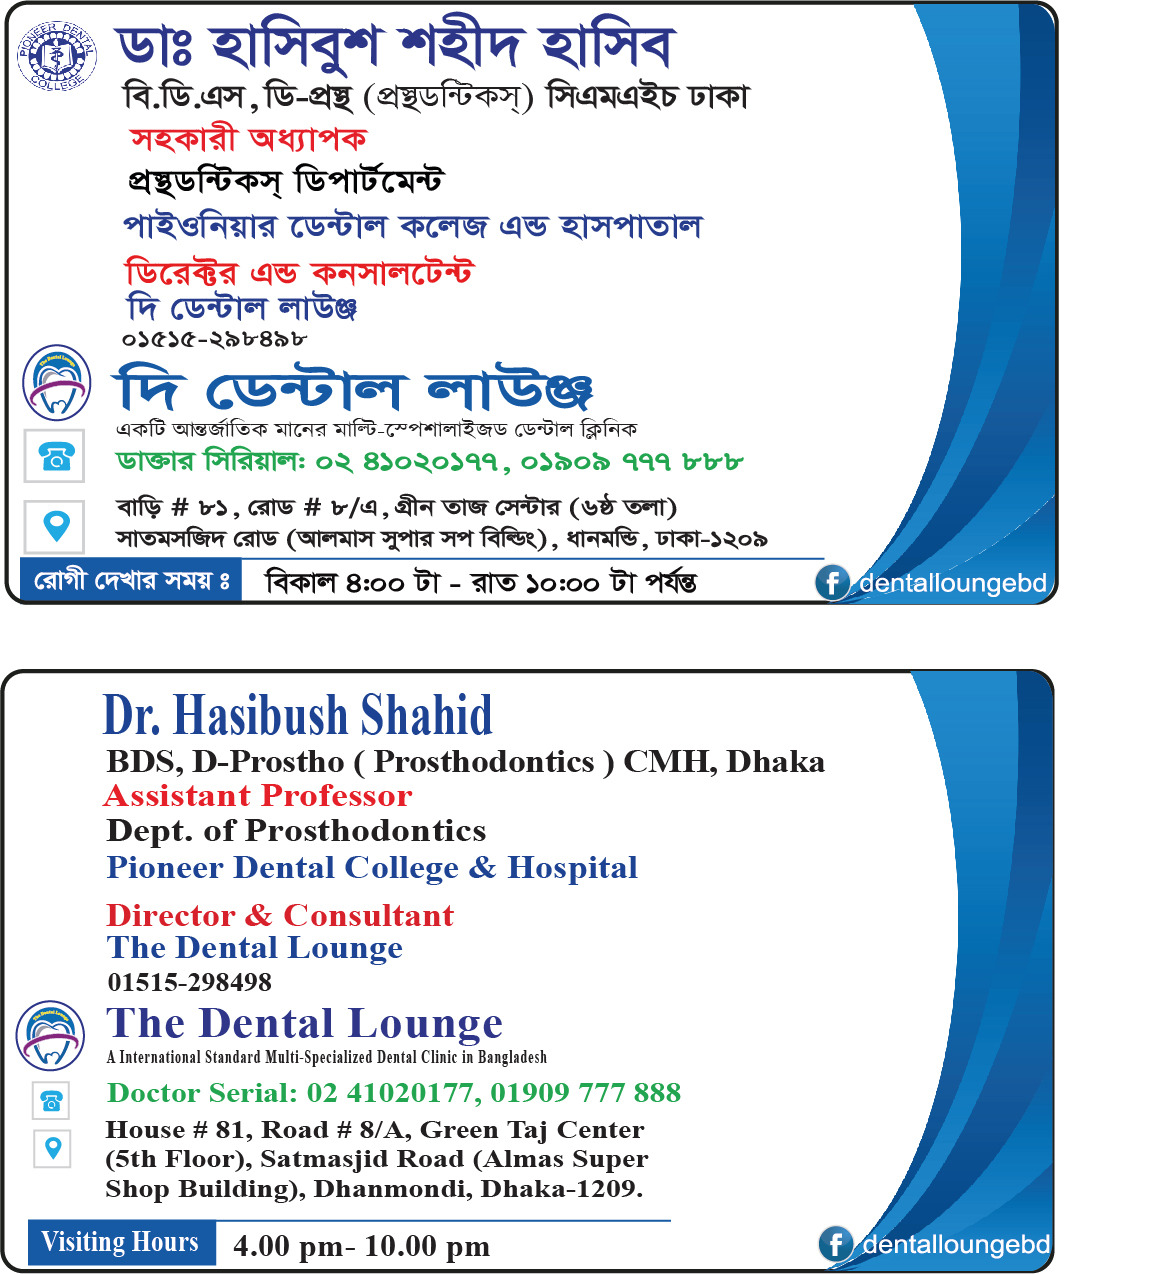 PIONEER DENTAL COLLEGE
ডাঃ হাসিবুশ শহীদ হাসিব
বি.ডি.এস, ডি-প্রস্থ (প্রস্থডন্টিকস্) সিএমএইচ ঢাকা
সহকারী অধ্যাপক
প্রস্থডন্টিকস্ ডিপার্টমেন্ট
পাইওনিয়ার ডেন্টাল কলেজ এন্ড হাসপাতাল
ডিরেক্টর এন্ড কনসালটেন্ট
দি ডেন্টাল লাউঞ্জ
০১৫১৫-২৯৮৪৯৮
The Dental Lounge
দি ডেন্টাল লাউঞ্জ
একটি আন্তর্জাতিক মানের মাল্টি-স্পেশালাইজড ডেন্টাল ক্লিনিক
ডাক্তার সিরিয়াল: ০২ ৪১০২০১৭৭, ০১৯০৯ ৭৭৭ ৮৮৮
বাড়ি # ৮১, রোড # ৮/এ, গ্রীন তাজ সেন্টার (৬ষ্ঠ তলা)
সাতমসজিদ রোড (আলমাস সুপার সপ বিল্ডিং), ধানমন্ডি, ঢাকা-১২০৯
রোগী দেখার সময় ঃ বিকাল ৪:০০ টা - রাত ১০:০০ টা পর্যন্ত
dentalloungebd
Dr. Hasibush Shahid
BDS, D-Prostho ( Prosthodontics ) CMH, Dhaka
Assistant Professor
Dept. of Prosthodontics
Pioneer Dental College & Hospital
Director & Consultant
The Dental Lounge
01515-298498
The Dental Lounge
The Dental Lounge
A International Standard Multi-Specialized Dental Clinic in Bangladesh
Doctor Serial: 02 41020177, 01909 777 888
House # 81, Road # 8/A, Green Taj Center
(5th Floor), Satmasjid Road (Almas Super
Shop Building), Dhanmondi, Dhaka-1209.
Visiting Hours 4.00 pm- 10.00 pm
dentalloungebd